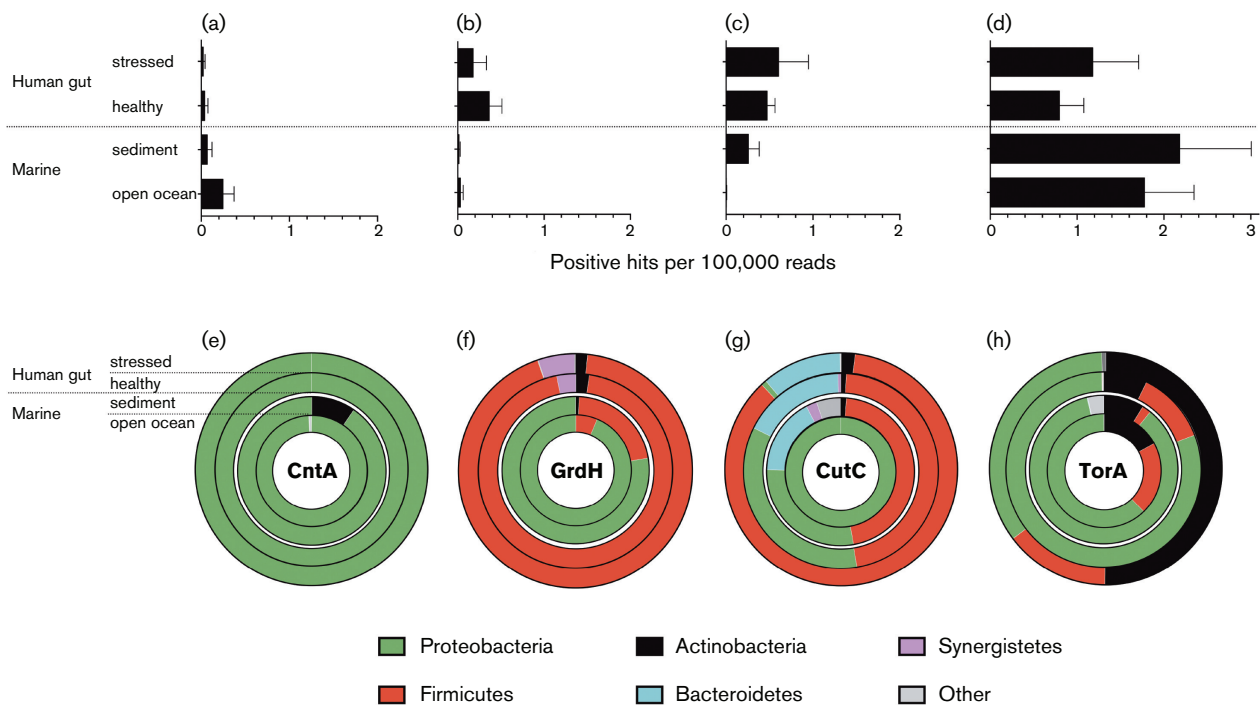 (a) (b) (c) (d)
Human gut
stressed
healthy
Marine
sediment
open ocean
0 1 2 0 1 2 0 1 2 0 1 2 3
Positive hits per 100,000 reads
(e) (f) (g) (h)
Human gut
stressed
healthy
Marine
sediment
open ocean
CntA GrdH CutC TorA
Proteobacteria Actinobacteria Synergistetes
Firmicutes Bacteroidetes Other